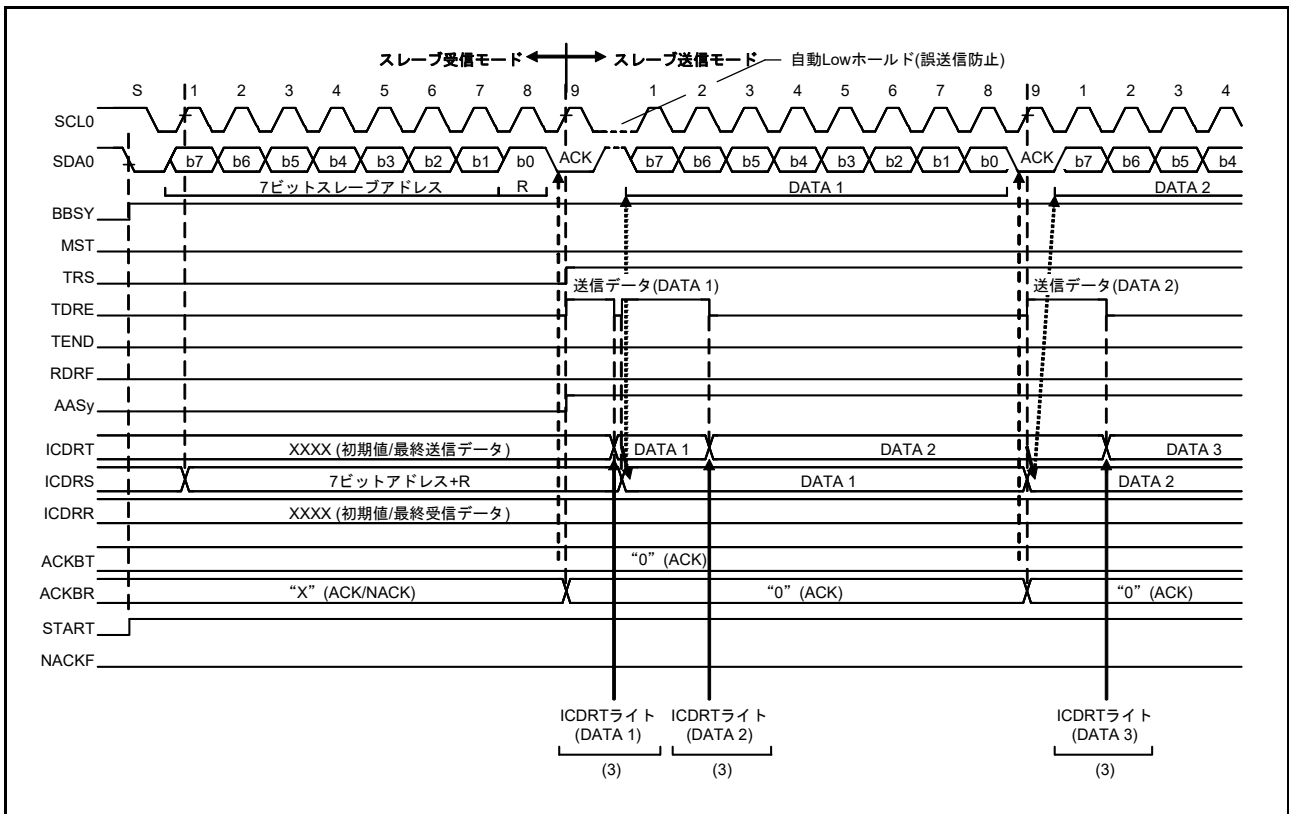 スレーブ受信モード スレーブ送信モード 自動Lowホールド(誤送信防止)
S 1 2 3 4 5 6 7 8 9 1 2 3 4 5 6 7 8 9 1 2 3 4
SCL0
SDA0 b7 b6 b5 b4 b3 b2 b1 b0 ACK b7 b6 b5 b4 b3 b2 b1 b0 ACK b7 b6 b5 b4
7ビットスレーブアドレス R DATA 1 DATA 2
BBSY
MST
TRS
送信データ(DATA 1) 送信データ(DATA 2)
TDRE
TEND
RDRF
AASy
ICDRT XXXX (初期値/最終送信データ) DATA 1 DATA 2 DATA 3
ICDRS 7ビットアドレス+R DATA 1 DATA 2
ICDRR XXXX (初期値/最終受信データ)
ACKBT “0” (ACK)
ACKBR “X” (ACK/NACK) “0” (ACK) “0” (ACK)
START
NACKF
ICDRTライト ICDRTライト ICDRTライト
(DATA 1) (DATA 2) (DATA 3)
(3) (3) (3)